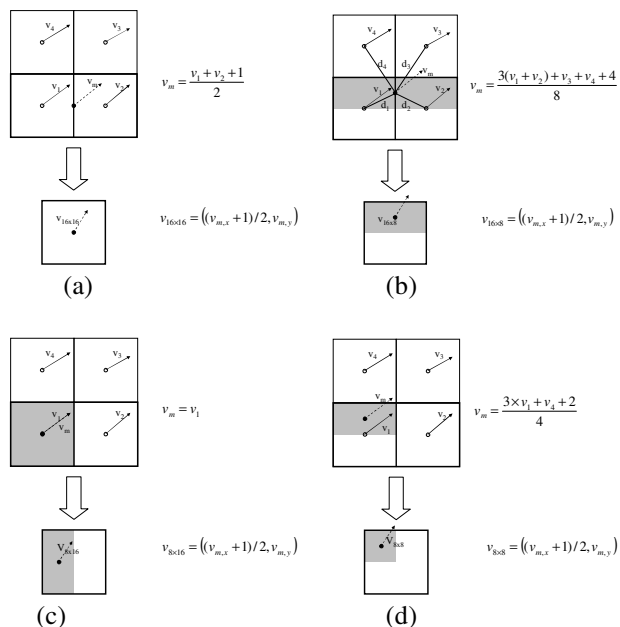 v₄ v₃
v₁ vₘ v₂
vₘ = (v₁ + v₂ + 1) / 2
v₁₆ₓ₁₆
v₁₆ₓ₁₆ = ((vₘ,ₓ + 1) / 2, vₘ,ᵧ)
(a)
v₄ v₃
d₄ d₃
vₘ
v₁ v₂
d₁ d₂
vₘ = (3(v₁ + v₂) + v₃ + v₄ + 4) / 8
v₁₆ₓ₈
v₁₆ₓ₈ = ((vₘ,ₓ + 1) / 2, vₘ,ᵧ)
(b)
v₄ v₃
v₁ v₂
vₘ
vₘ = v₁
V₈ₓ₁₆
v₈ₓ₁₆ = ((vₘ,ₓ + 1) / 2, vₘ,ᵧ)
(c)
v₄ v₃
vₘ
v₁ v₂
vₘ = (3 × v₁ + v₄ + 2) / 4
V₈ₓ₈
v₈ₓ₈ = ((vₘ,ₓ + 1) / 2, vₘ,ᵧ)
(d)